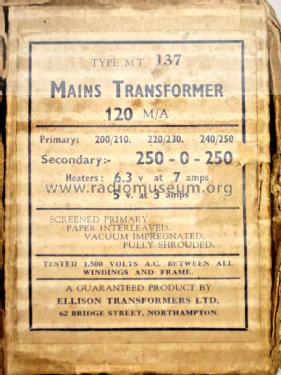 TYPE MT 137
MAINS TRANSFORMER
120 M/A
Primary: 200/210. 220/230. 240/250
Secondary:- 250-0-250
Heaters: 6.3 v at 7 amps
www.radiomuseum.org
5 v. at 3 amps
SCREENED PRIMARY.
PAPER INTERLEAVED.
VACUUM IMPREGNATED.
FULLY SHROUDED.
TESTED 1,500 VOLTS A.C. BETWEEN ALL
WINDINGS AND FRAME.
A GUARANTEED PRODUCT BY
ELLISON TRANSFORMERS LTD.
62 BRIDGE STREET, NORTHAMPTON.